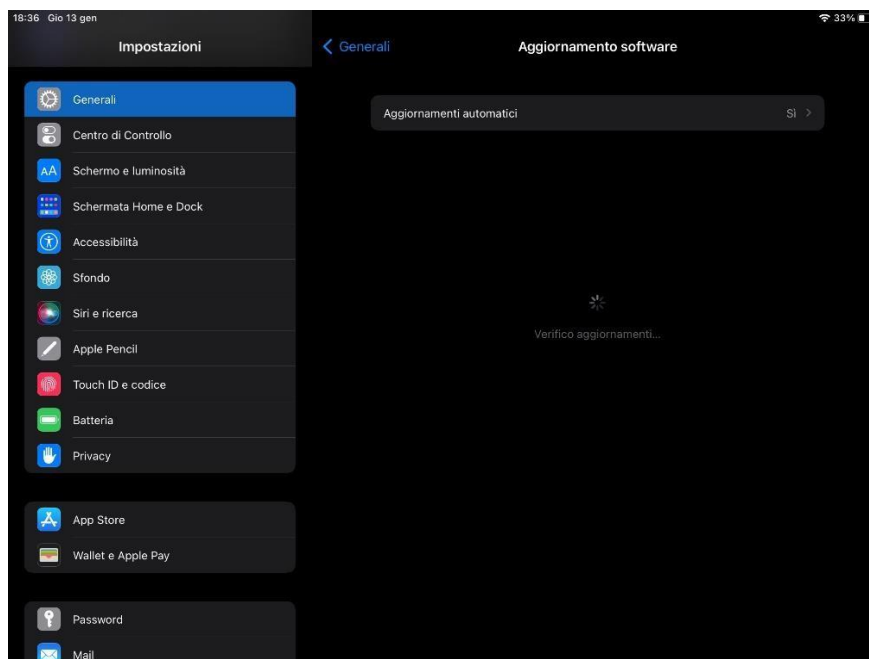 18:36 Gio 13 gen
33%
Impostazioni
Generali
Aggiornamento software
Generali
Aggiornamenti automatici
Sì
Centro di Controllo
AA
Schermo e luminosità
Schermata Home e Dock
Accessibilità
Sfondo
Siri e ricerca
Verifico aggiornamenti...
Apple Pencil
Touch ID e codice
Batteria
Privacy
App Store
Wallet e Apple Pay
Password
Mail